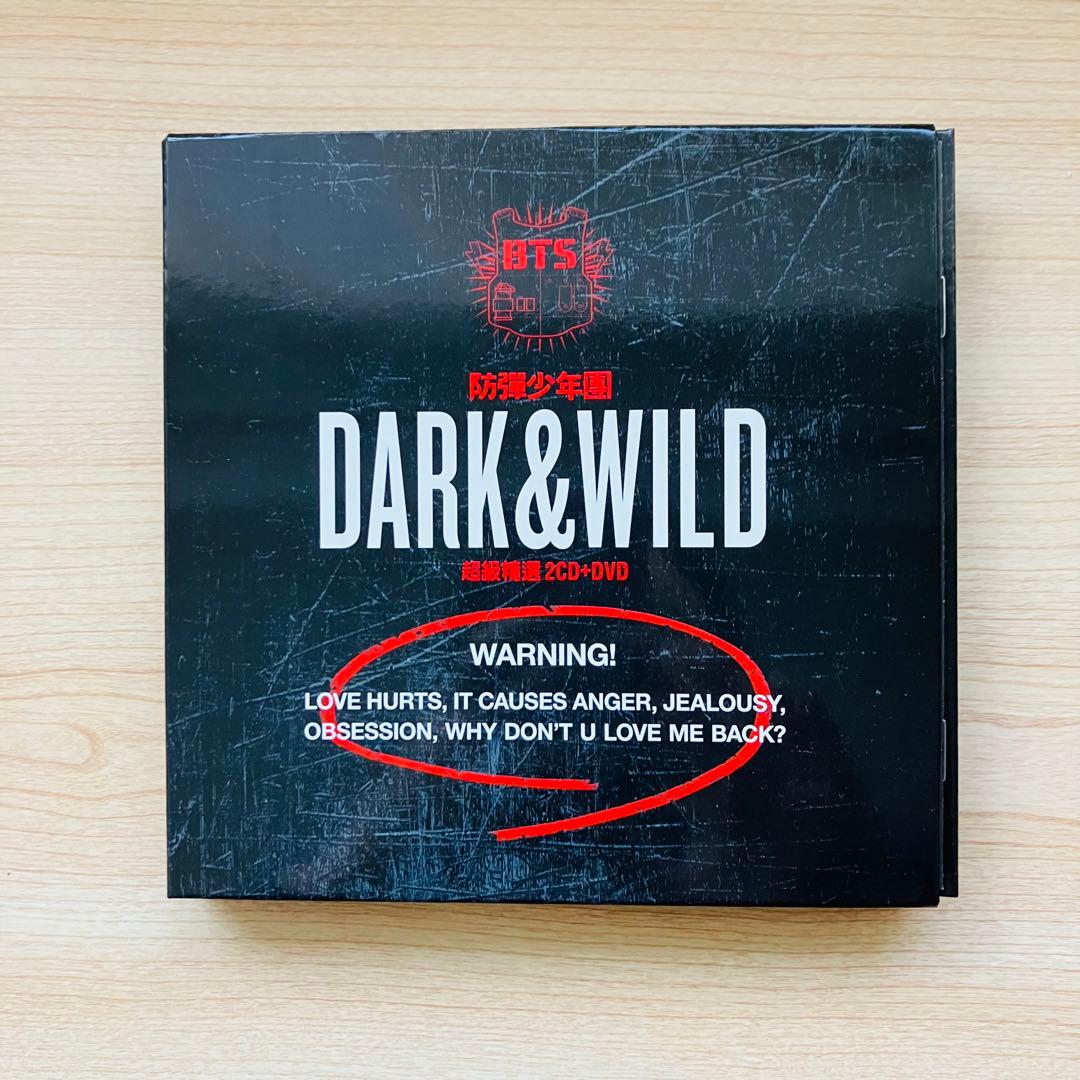 BTS
防彈少年團
DARK&WILD
超級精選 2CD+DVD
WARNING!
LOVE HURTS, IT CAUSES ANGER, JEALOUSY,
OBSESSION, WHY DON'T U LOVE ME BACK?